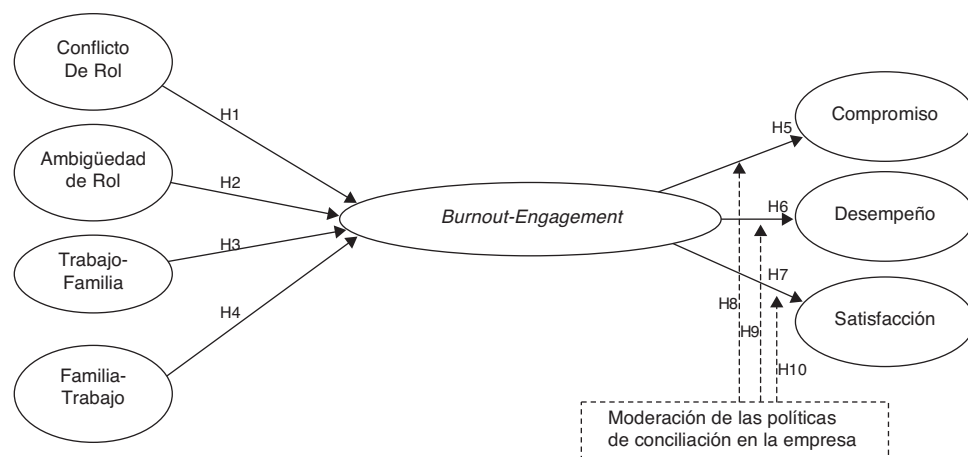 Conflicto
De Rol
H1
Ambigüedad
de Rol
H2
Trabajo-
Familia
H3
Familia-
Trabajo
H4
Burnout-Engagement
H5
Compromiso
H6
Desempeño
H7
Satisfacción
H8
H9
H10
Moderación de las políticas
de conciliación en la empresa